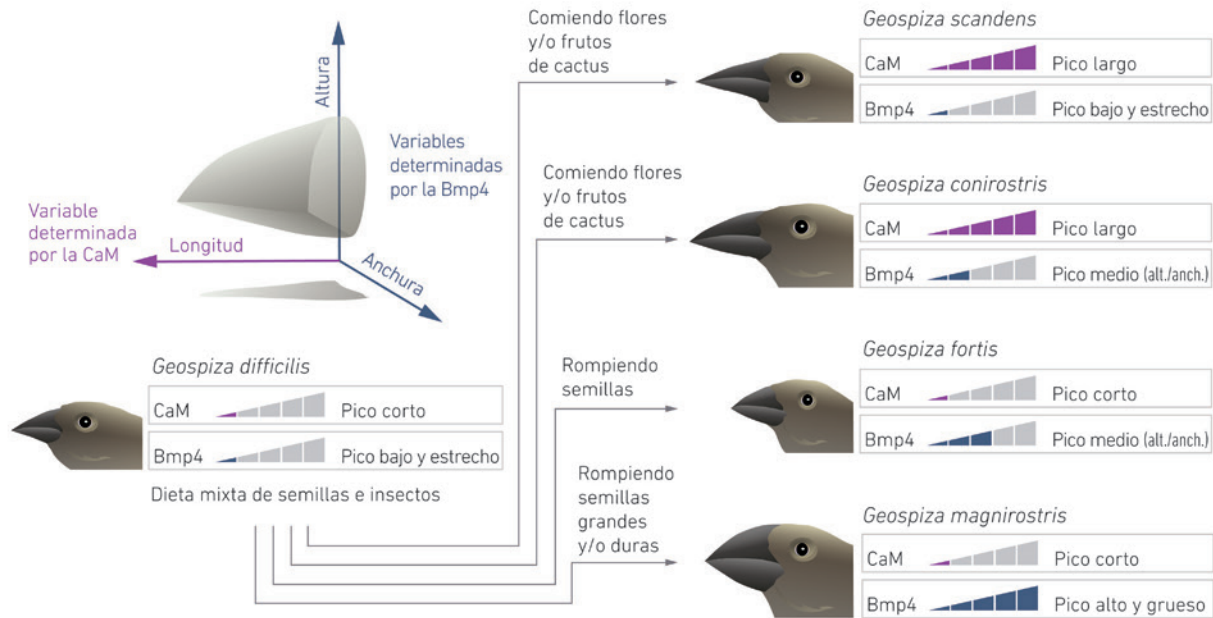 Altura
Variables
determinadas
por la Bmp4
Variable
determinada
por la CaM
Longitud
Anchura
Geospiza difficilis
CaM
Pico corto
Bmp4
Pico bajo y estrecho
Dieta mixta de semillas e insectos
Comiendo flores
y/o frutos
de cactus
Geospiza scandens
CaM
Pico largo
Bmp4
Pico bajo y estrecho
Comiendo flores
y/o frutos
de cactus
Geospiza conirostris
CaM
Pico largo
Bmp4
Pico medio (alt./anch.)
Rompiendo
semillas
Geospiza fortis
CaM
Pico corto
Bmp4
Pico medio (alt./anch.)
Rompiendo
semillas
grandes
y/o duras
Geospiza magnirostris
CaM
Pico corto
Bmp4
Pico alto y grueso